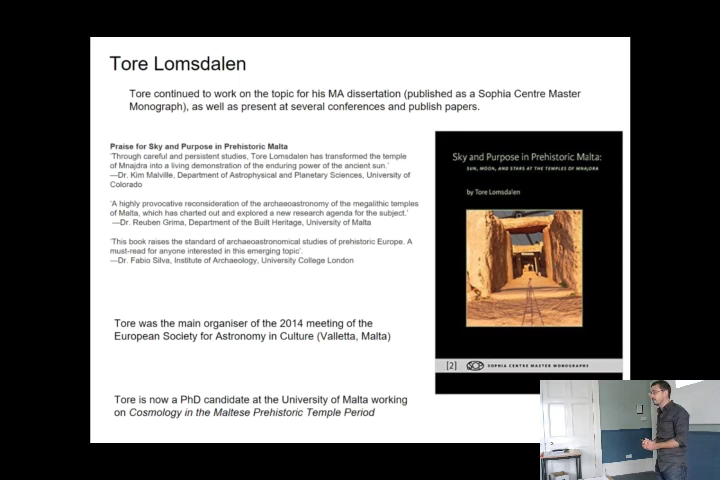 Tore Lomsdalen
Tore continued to work on the topic for his MA dissertation (published as a Sophia Centre Master
Monograph), as well as present at several conferences and publish papers.
Praise for Sky and Purpose in Prehistoric Malta
'Through careful and persistent studies, Tore Lomsdalen has transformed the temple
of Mnajdra into a living demonstration of the enduring power of the ancient sun.'
—Dr. Kim Malville, Department of Astrophysical and Planetary Sciences, University of
Colorado
'A highly provocative reconsideration of the archaeoastronomy of the megalithic temples
of Malta, which has charted out and explored a new research agenda for the subject.'
—Dr. Reuben Grima, Department of the Built Heritage, University of Malta
'This book raises the standard of archaeoastronomical studies of prehistoric Europe. A
must-read for anyone interested in this emerging topic'.
—Dr. Fabio Silva, Institute of Archaeology, University College London
Tore was the main organiser of the 2014 meeting of the
European Society for Astronomy in Culture (Valletta, Malta)
Tore is now a PhD candidate at the University of Malta working
on Cosmology in the Maltese Prehistoric Temple Period
Sky and Purpose in Prehistoric Malta:
SUN, MOON, AND STARS AT THE TEMPLES OF MNAJDRA
by Tore Lomsdalen
[2] SOPHIA CENTRE MASTER MONOGRAPHS